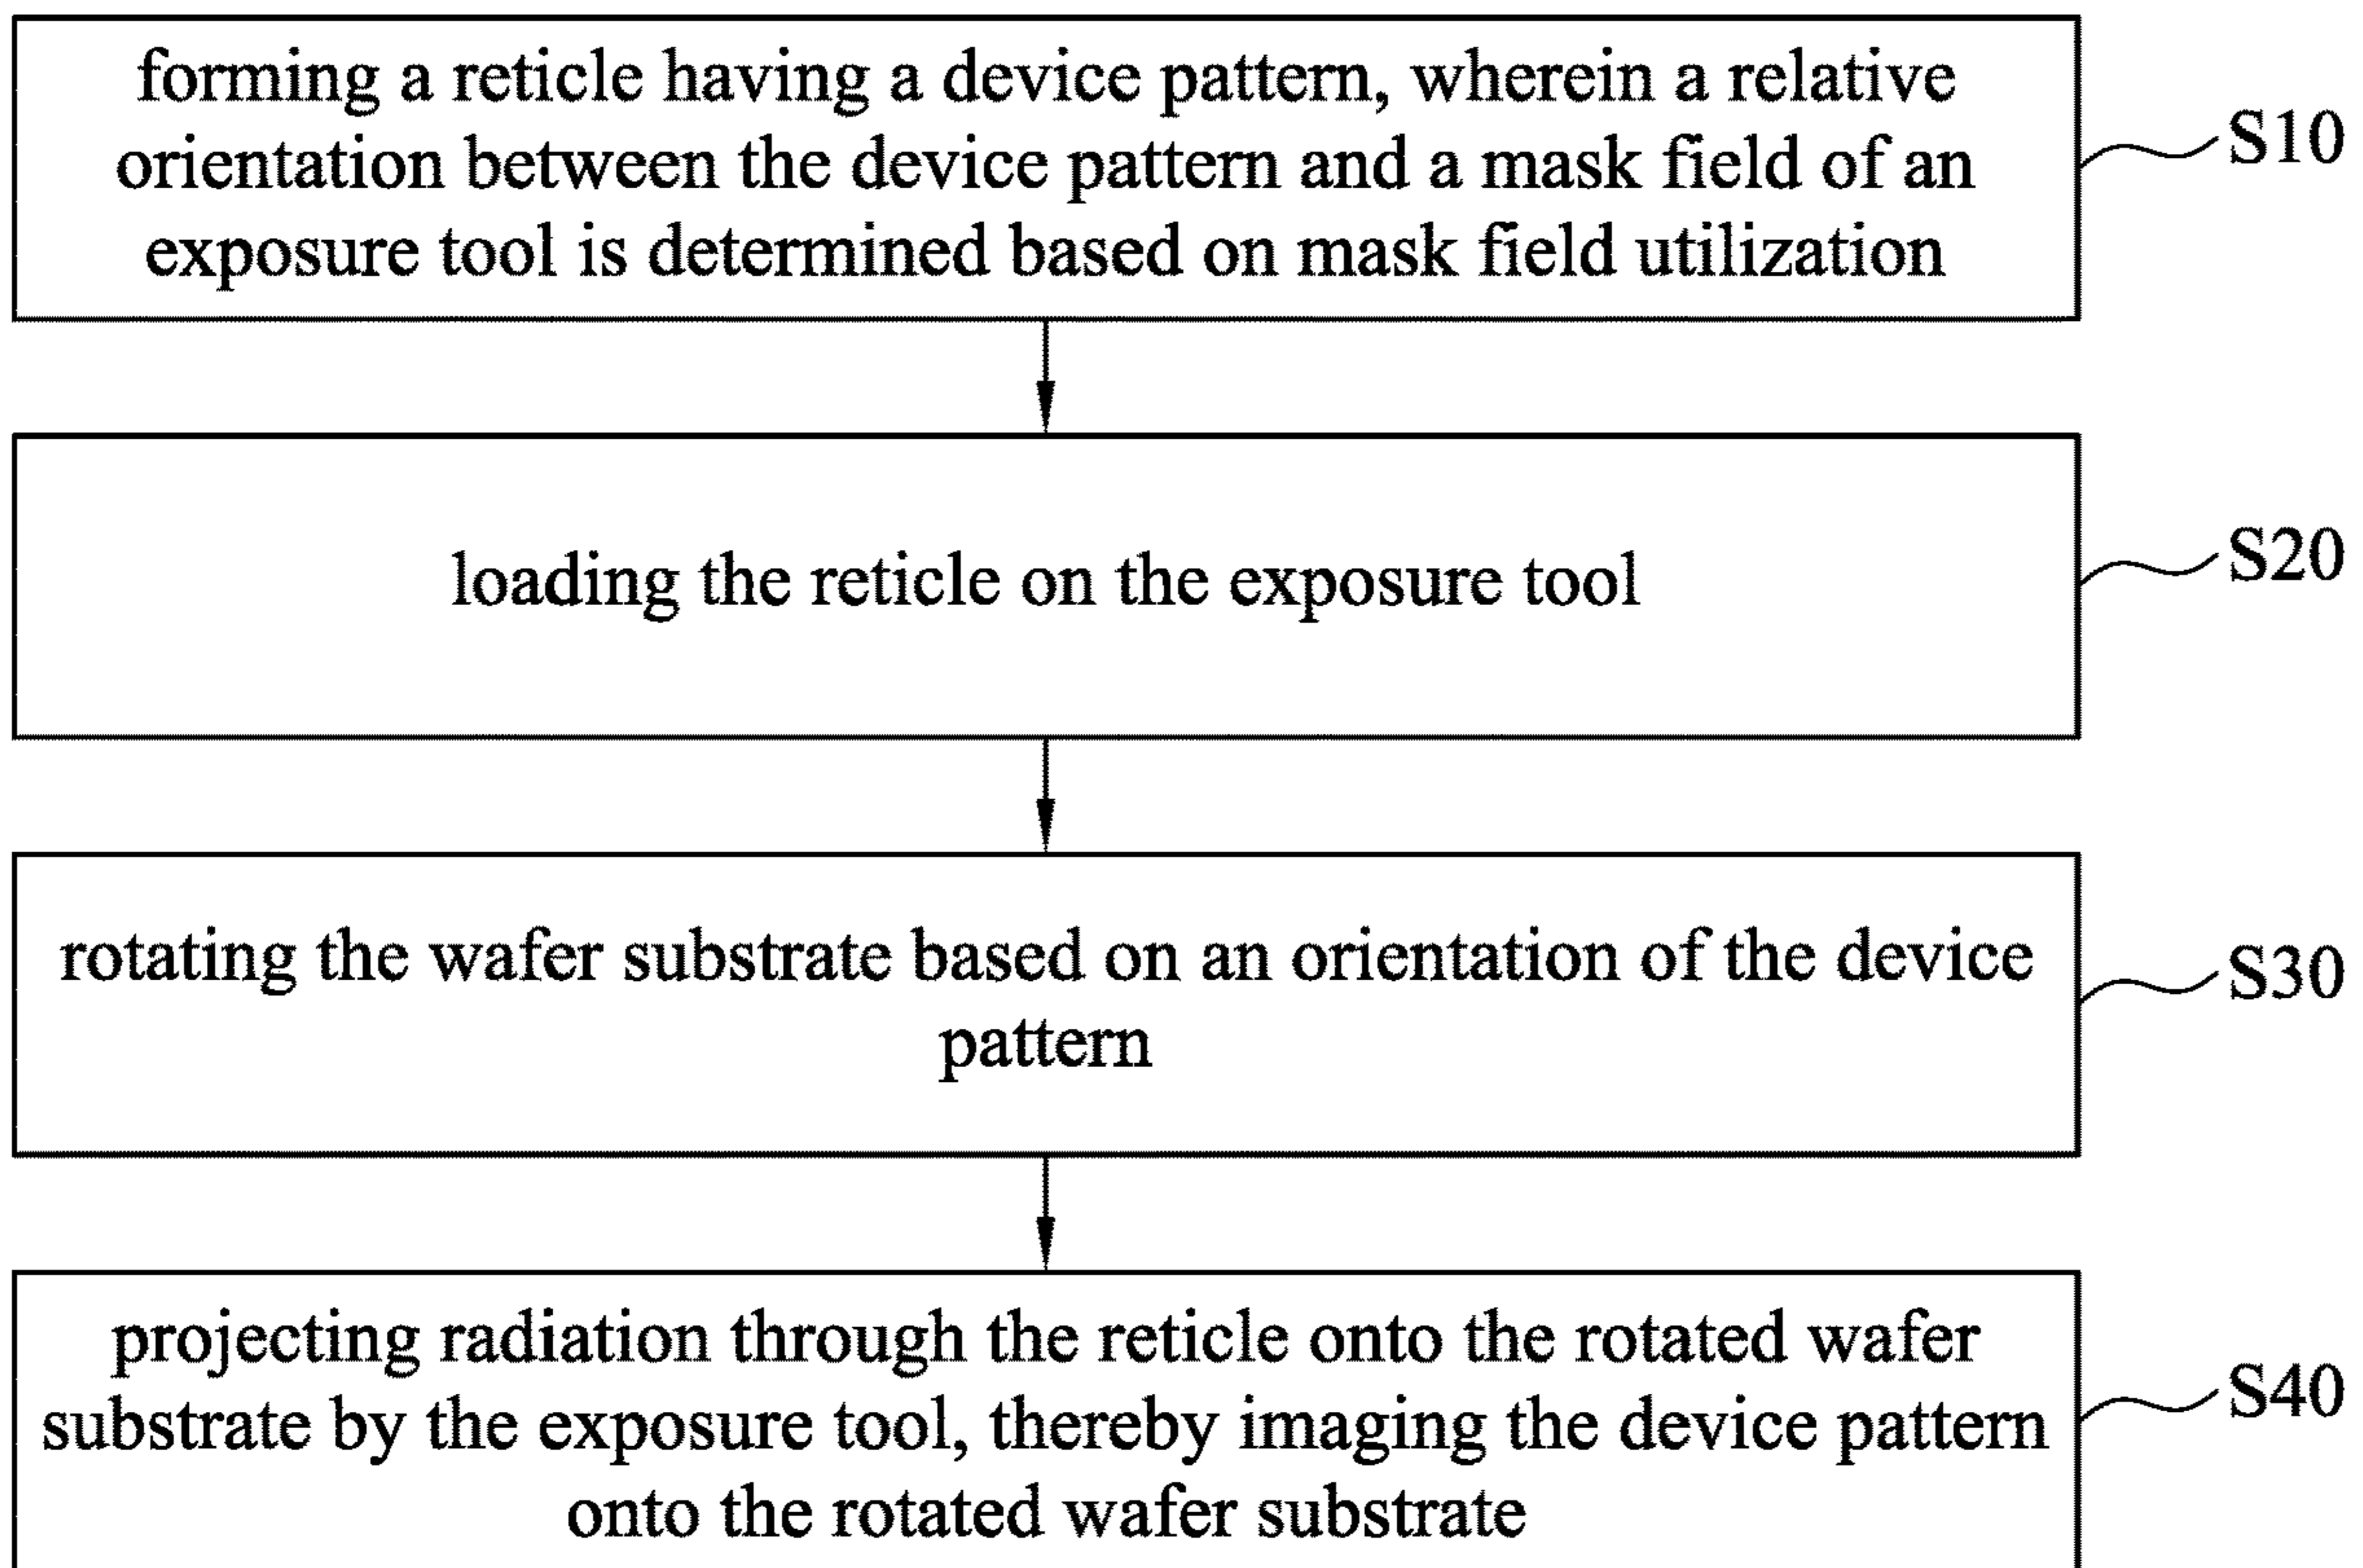 forming a reticle having a device pattern, wherein a relative
orientation between the device pattern and a mask field of an
exposure tool is determined based on mask field utilization
S10
loading the reticle on the exposure tool
S20
rotating the wafer substrate based on an orientation of the device
pattern
S30
projecting radiation through the reticle onto the rotated wafer
substrate by the exposure tool, thereby imaging the device pattern
onto the rotated wafer substrate
S40